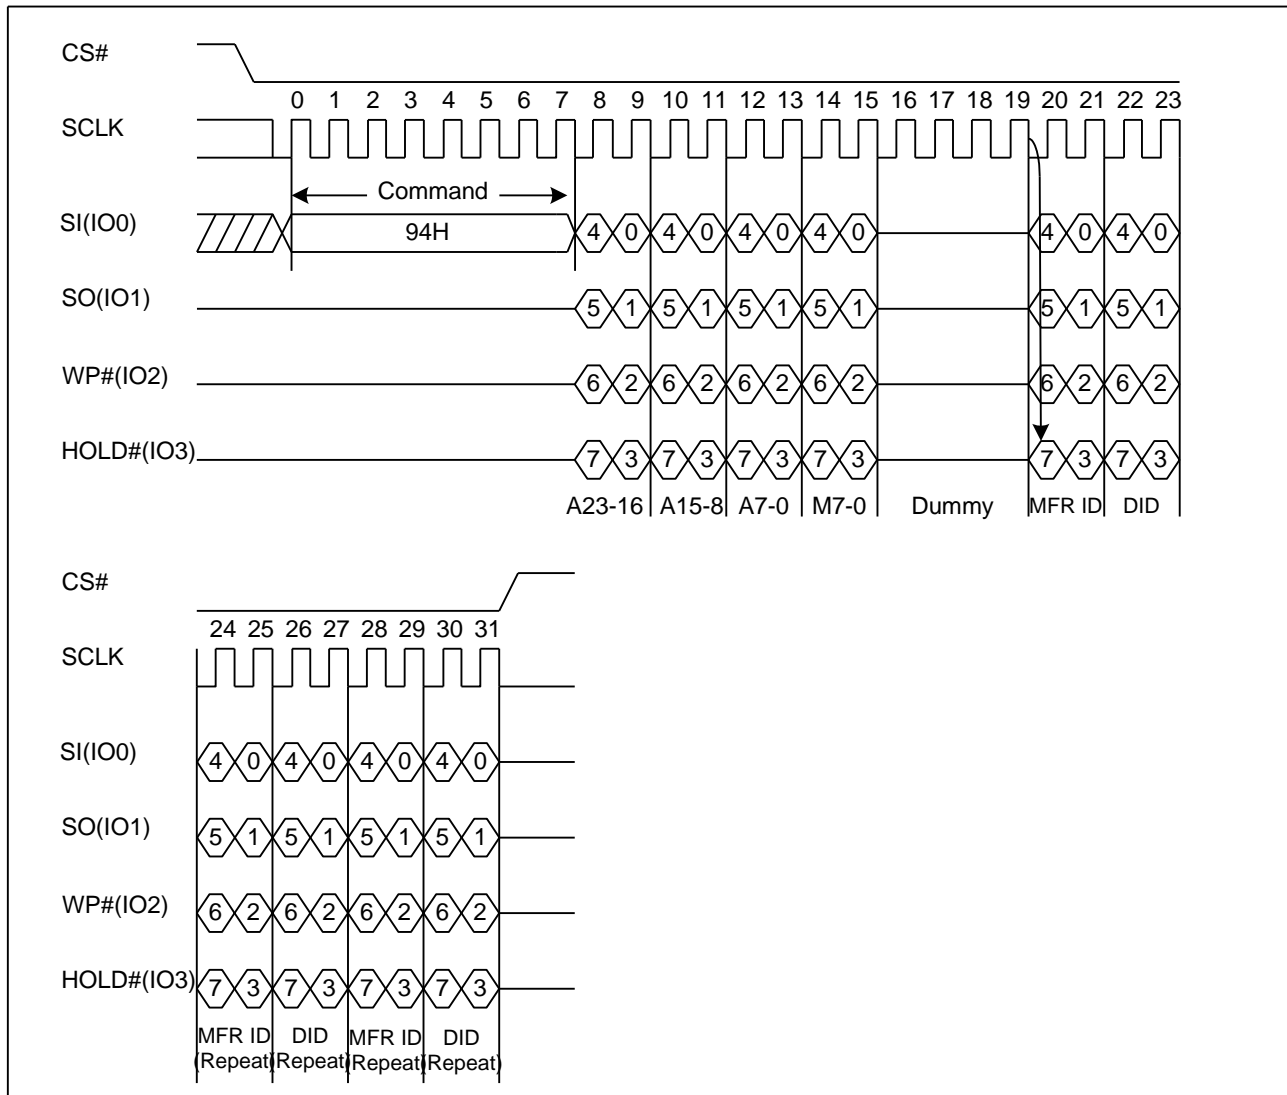 CS#
0 1 2 3 4 5 6 7 8 9 10 11 12 13 14 15 16 17 18 19 20 21 22 23
SCLK
Command
SI(IO0) 94H 4 0 4 0 4 0 4 0 4 0 4 0
SO(IO1) 5 1 5 1 5 1 5 1 5 1 5 1
WP#(IO2) 6 2 6 2 6 2 6 2 6 2 6 2
HOLD#(IO3) 7 3 7 3 7 3 7 3 7 3 7 3
A23-16 A15-8 A7-0 M7-0 Dummy MFR ID DID
CS#
24 25 26 27 28 29 30 31
SCLK
SI(IO0) 4 0 4 0 4 0 4 0
SO(IO1) 5 1 5 1 5 1 5 1
WP#(IO2) 6 2 6 2 6 2 6 2
HOLD#(IO3) 7 3 7 3 7 3 7 3
MFR ID DID MFR ID DID
(Repeat) (Repeat) (Repeat) (Repeat)